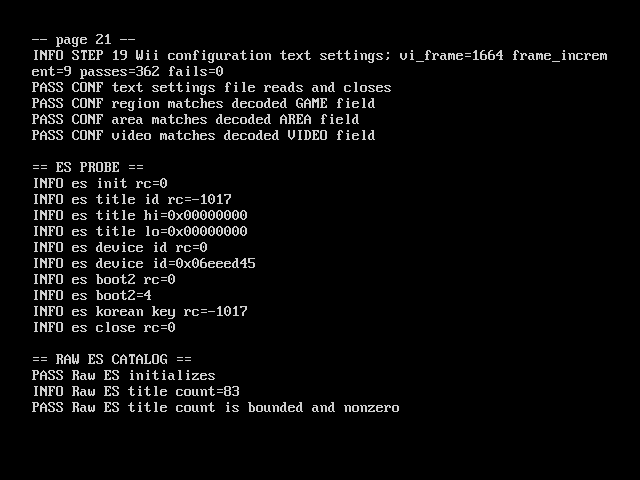 -- page 21 --
INFO STEP 19 Wii configuration text settings; vi_frame=1664 frame_increm
ent=9 passes=362 fails=0
PASS CONF text settings file reads and closes
PASS CONF region matches decoded GAME field
PASS CONF area matches decoded AREA field
PASS CONF video matches decoded VIDEO field
== ES PROBE ==
INFO es init rc=0
INFO es title id rc=-1017
INFO es title hi=0x00000000
INFO es title lo=0x00000000
INFO es device id rc=0
INFO es device id=0x06eeed45
INFO es boot2 rc=0
INFO es boot2=4
INFO es korean key rc=-1017
INFO es close rc=0
== RAW ES CATALOG ==
PASS Raw ES initializes
INFO Raw ES title count=83
PASS Raw ES title count is bounded and nonzero